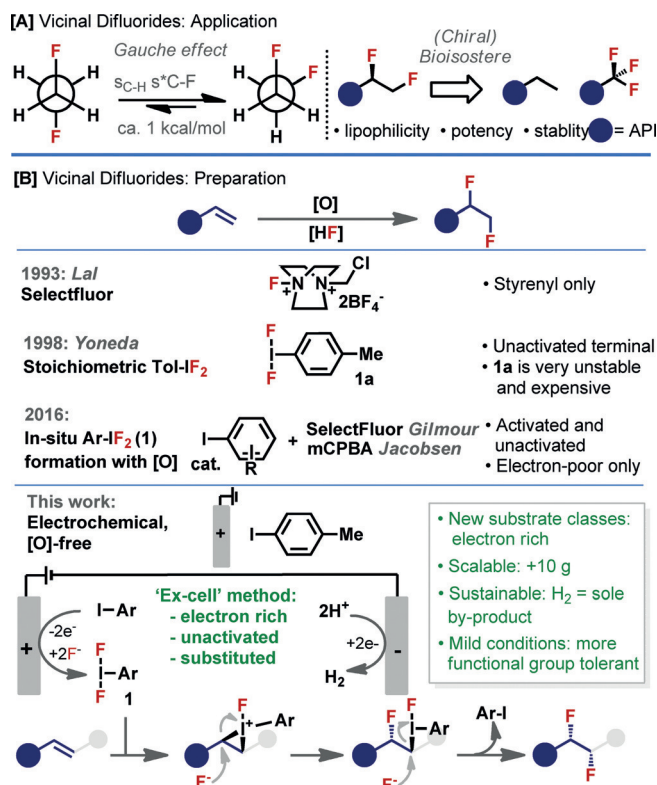 [A] Vicinal Difluorides: Application
F
H H
H H
F
Gauche effect
sC-H s*C-F
ca. 1 kcal/mol
F
H F
H H
H
F
F
(Chiral)
Bioisostere
F
F
F
• lipophilicity • potency • stablity = API
[B] Vicinal Difluorides: Preparation
[O]
[HF]
F
F
1993: Lal
Selectfluor
Cl
F-N+
N+
2BF4-
• Styrenyl only
1998: Yoneda
Stoichiometric Tol-IF2
F
I
F
Me
1a
• Unactivated terminal
• 1a is very unstable
and expensive
2016:
In-situ Ar-IF2 (1)
formation with [O]
I
cat.
R
+
SelectFluor Gilmour
mCPBA Jacobsen
• Activated and
unactivated
• Electron-poor only
This work:
Electrochemical,
[O]-free
+
I
Me
• New substrate classes:
electron rich
• Scalable: +10 g
• Sustainable: H2 = sole
by-product
• Mild conditions: more
functional group tolerant
+
I-Ar
-2e-
+2F-
F
I-Ar
F
1
'Ex-cell' method:
- electron rich
- unactivated
- substituted
2H+
+2e-
H2
-
F
I+
Ar
F-
F
F
I-Ar
F-
Ar-I
F
F